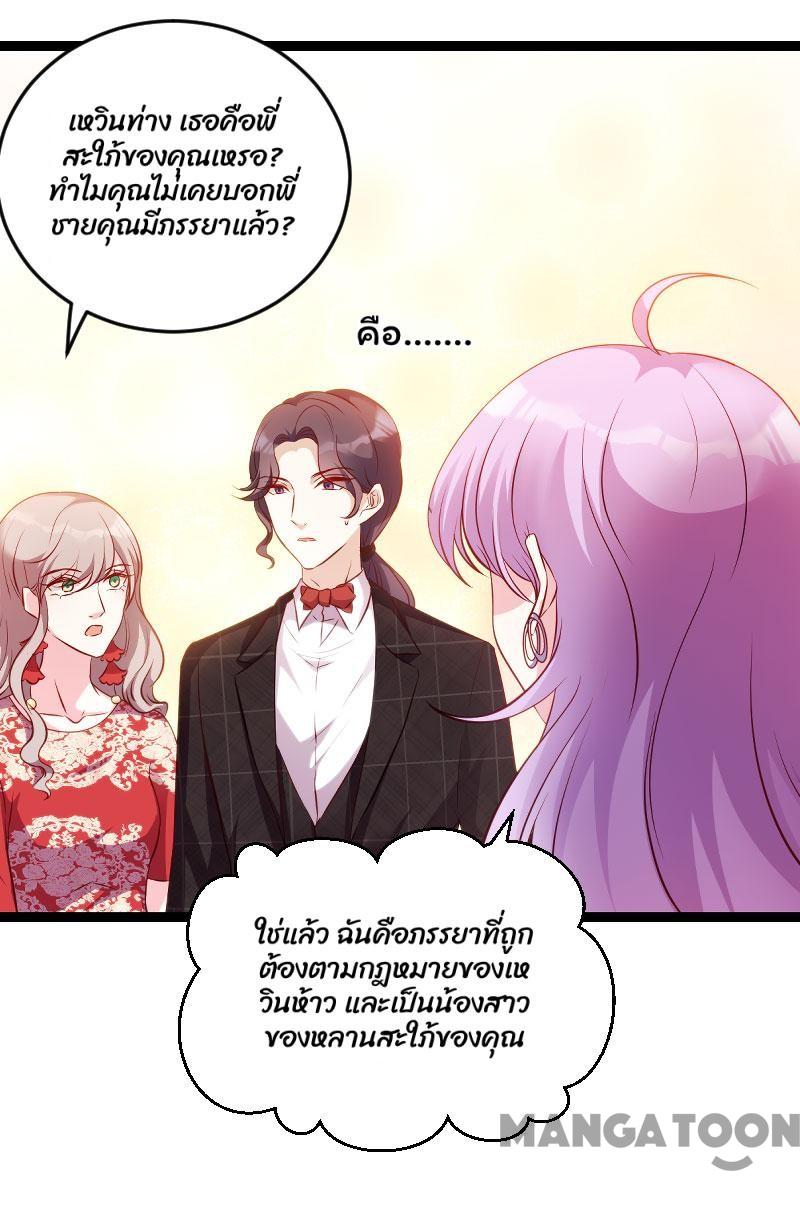 เหวินท่าง เธอคือพี่
สะใภ้ของคุณเหรอ?
ทำไมคุณไม่เคยบอกพี่
ชายคุณมีภรรยาแล้ว?
คือ.......
ใช่แล้ว ฉันคือภรรยาที่ถูก
ต้องตามกฎหมายของเห
วินห้าว และเป็นน้องสาว
ของหลานสะใภ้ของคุณ
MANGATOON